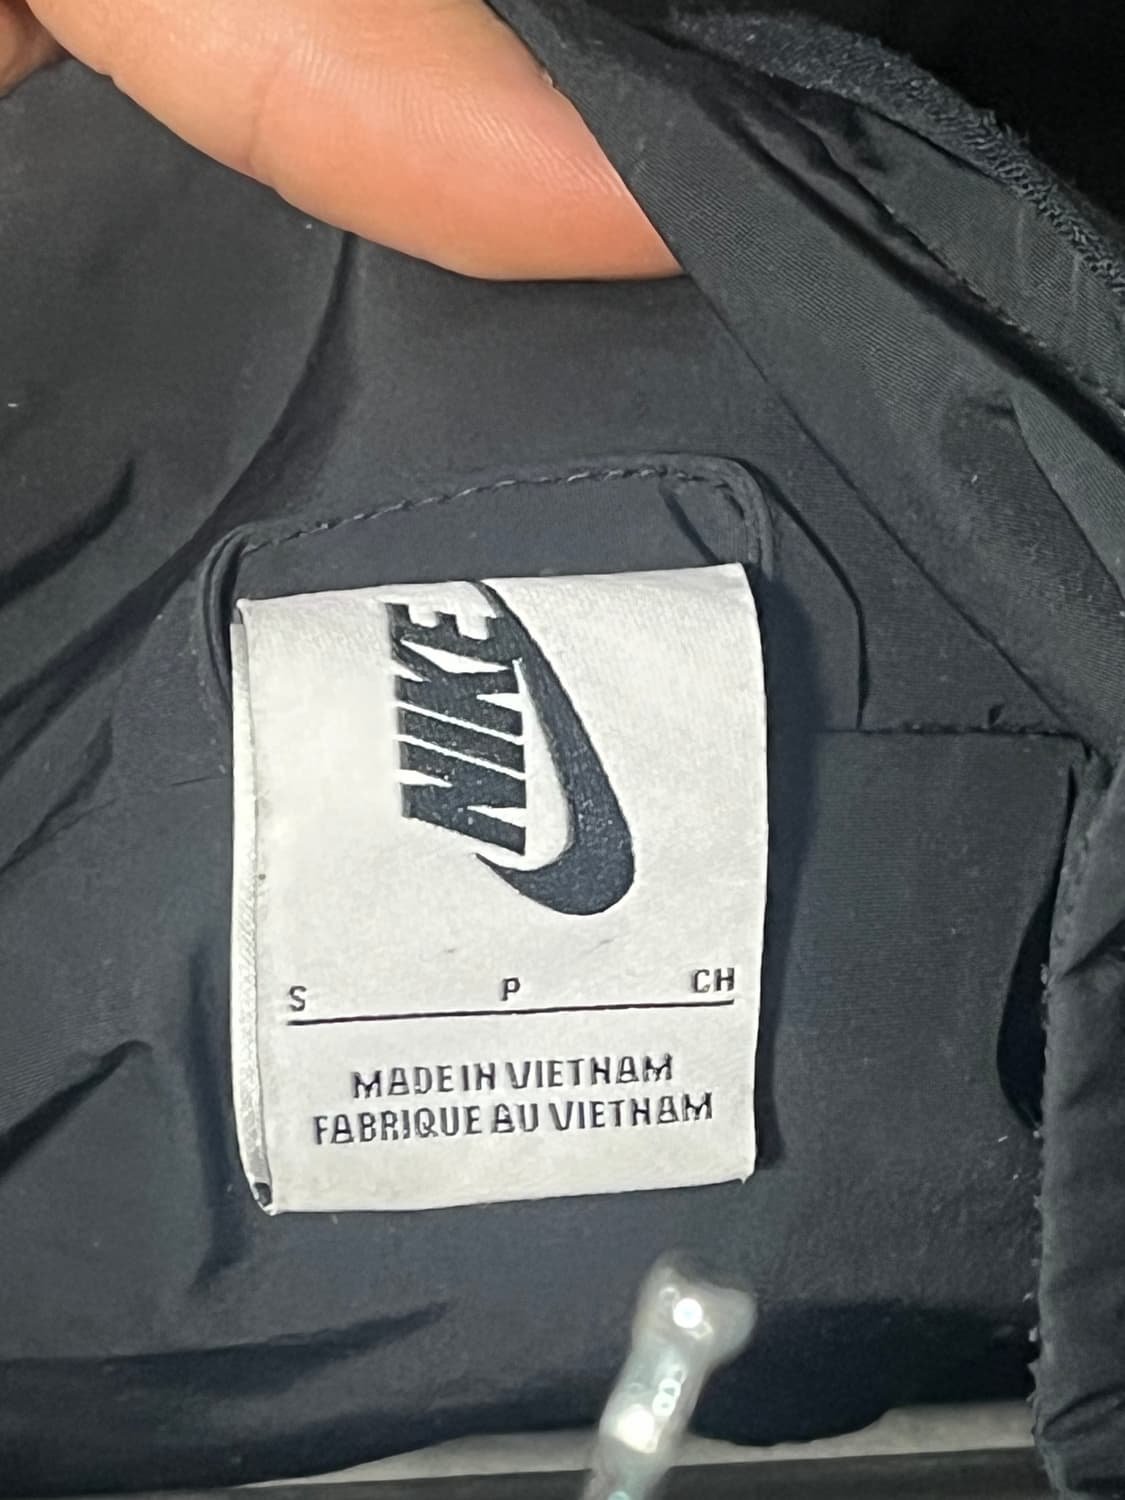 NIKE
S P CH
MADE IN VIETNAM
FABRIQUE AU VIETNAM